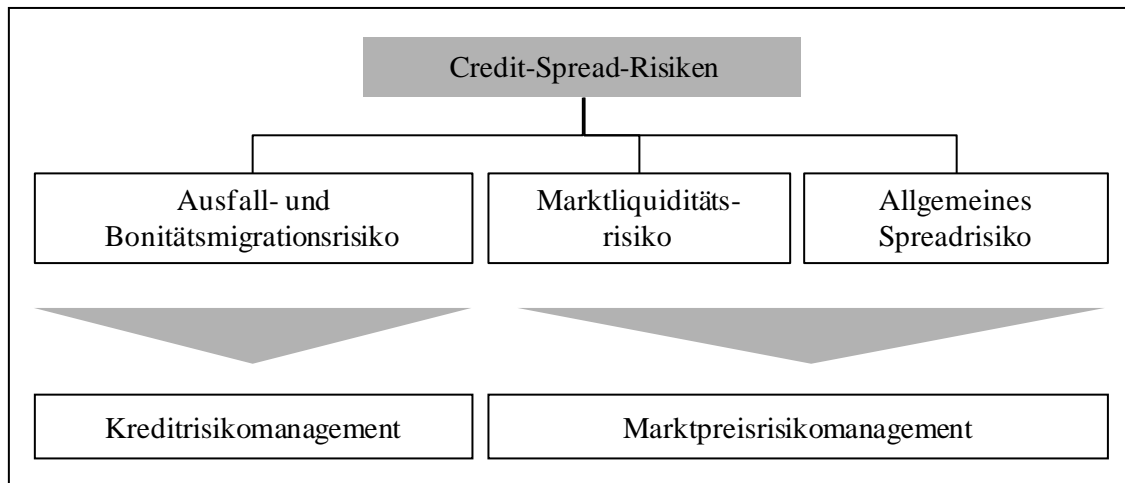 Credit-Spread-Risiken
Ausfall- und
Bonitätsmigrationsrisiko
Marktliquiditäts-
risiko
Allgemeines
Spreadrisiko
Kreditrisikomanagement
Marktpreisrisikomanagement